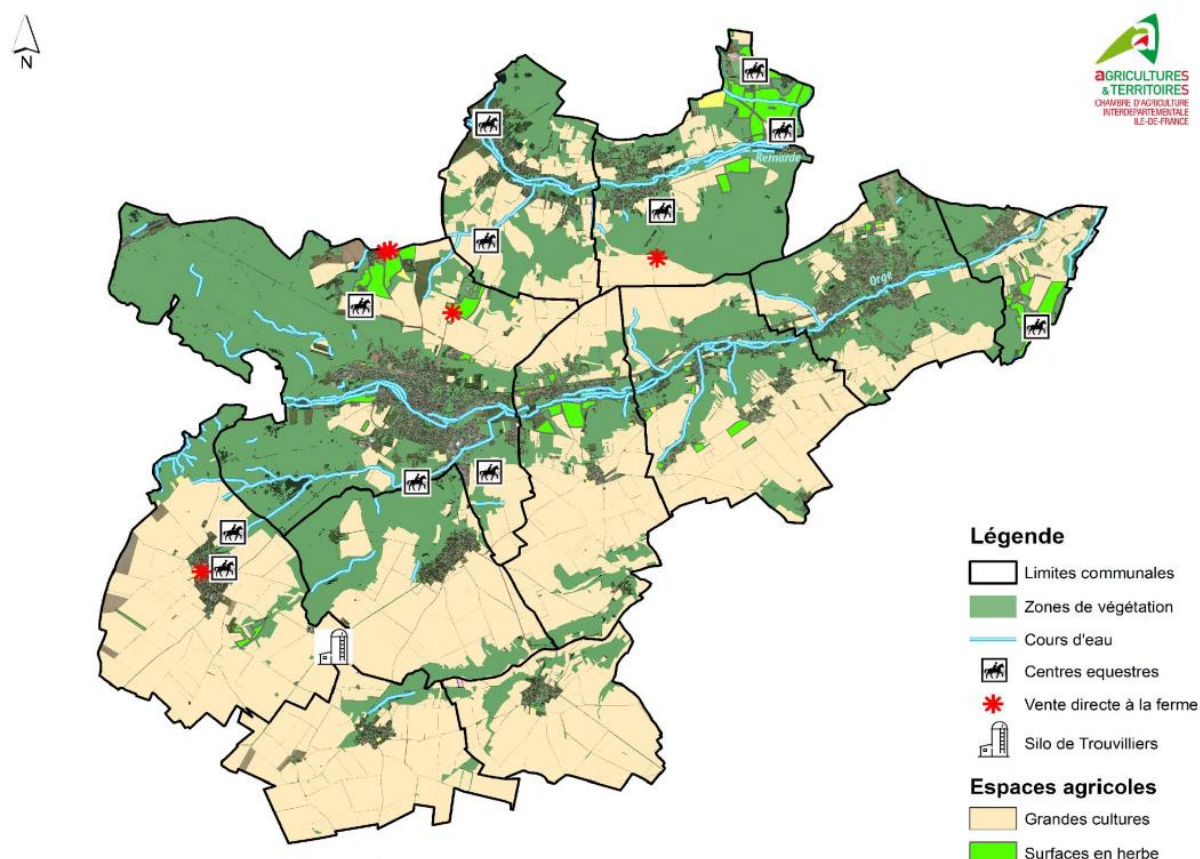 N
aGRICULTURES
& TERRITOIRES
CHAMBRE D'AGRICULTURE
INTERDEPARTEMENTALE
ILE-DE-FRANCE
Remarde
Orge
Légende
Limites communales
Zones de végétation
Cours d'eau
Centres equestres
Vente directe à la ferme
Silo de Trouvilliers
Espaces agricoles
Grandes cultures
Surfaces en herbe